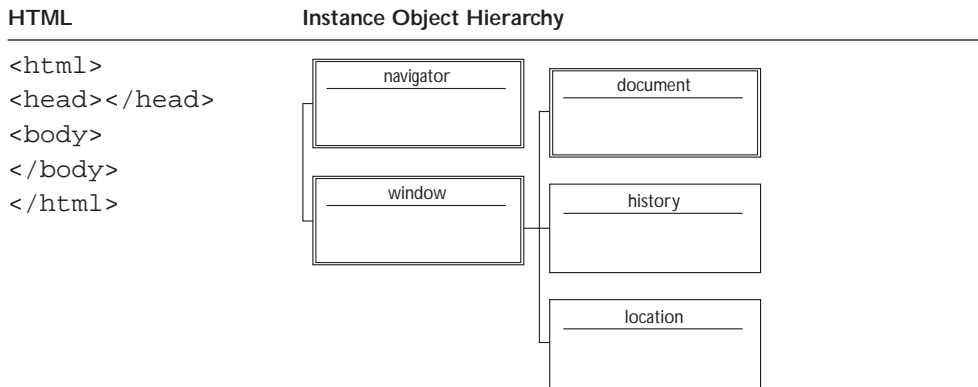 HTML Instance Object Hierarchy
<html>
<head></head>
<body>
</body>
</html>
navigator
window
document
history
location